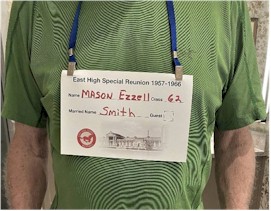 East High Special Reunion 1957-1966
Name MASON Ezzell Class 62
Married Name Smith Guest